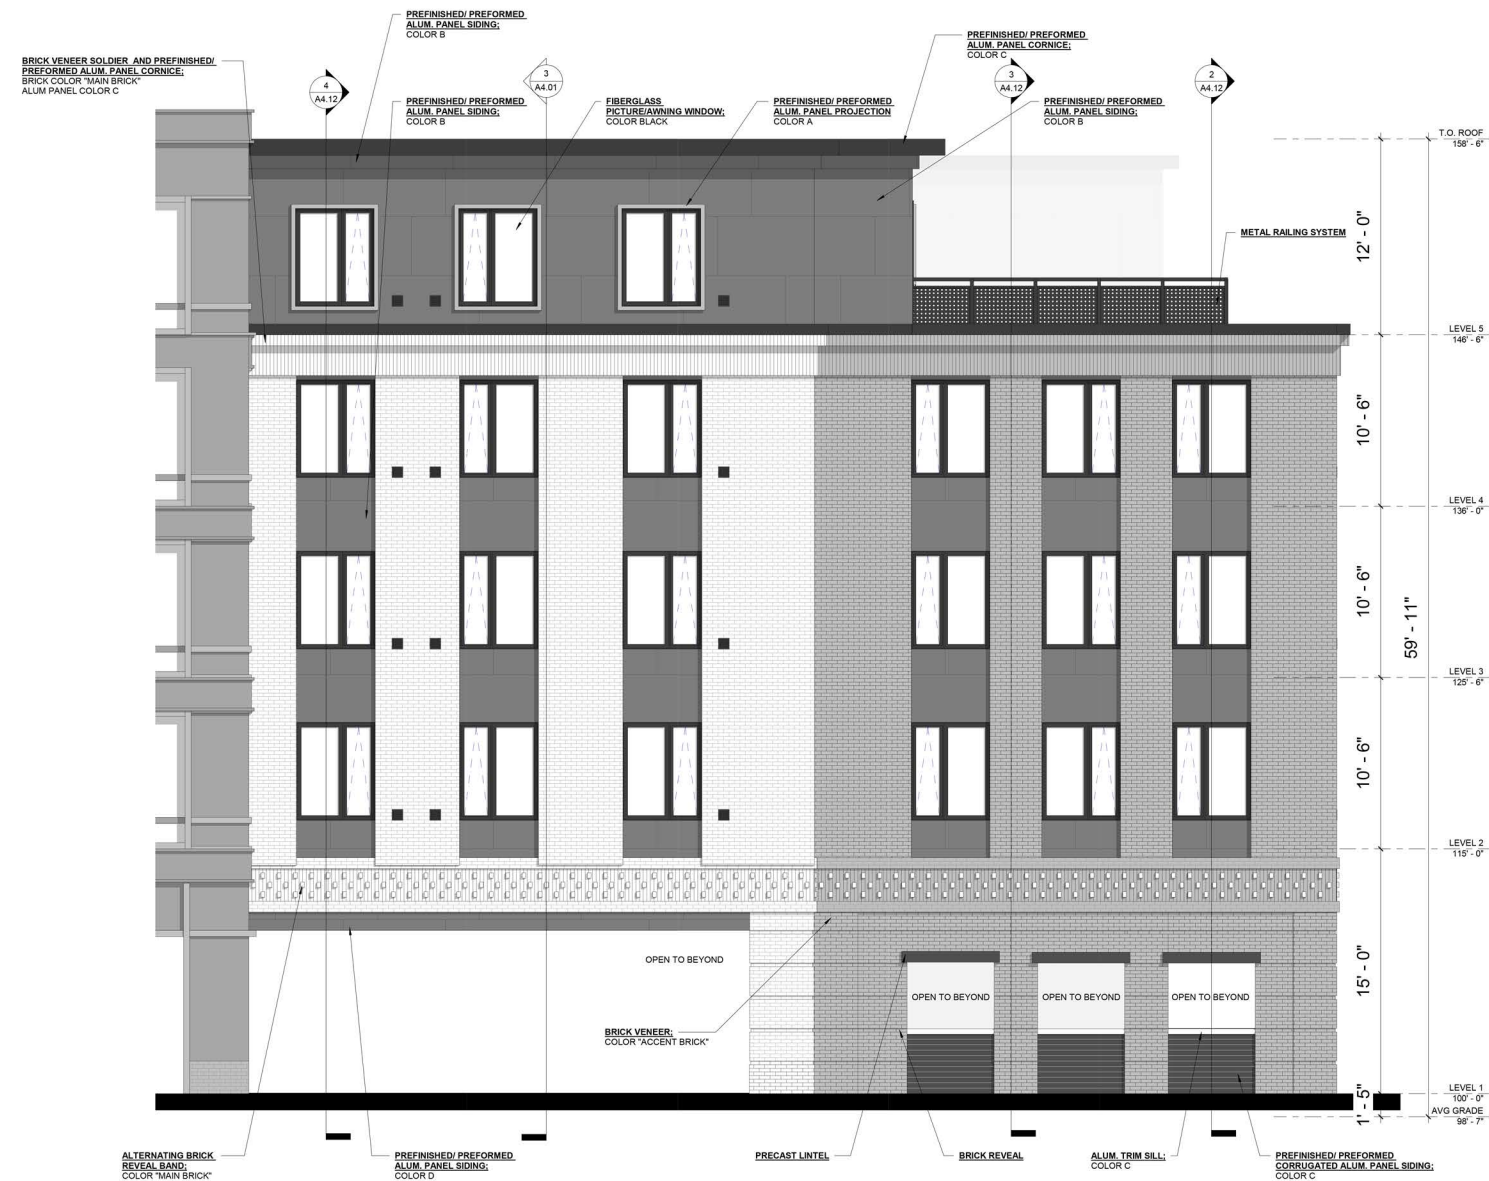 PREFINISHED/ PREFORMED
ALUM. PANEL SIDING;
COLOR B
BRICK VENEER SOLDIER AND PREFINISHED/
PREFORMED ALUM. PANEL CORNICE;
BRICK COLOR "MAIN BRICK"
ALUM PANEL COLOR C
4
A4.12
3
A4.01
PREFINISHED/ PREFORMED
ALUM. PANEL CORNICE;
COLOR C
3
A4.12
2
A4.12
PREFINISHED/ PREFORMED
ALUM. PANEL SIDING;
COLOR B
FIBERGLASS
PICTURE/AWNING WINDOW;
COLOR BLACK
PREFINISHED/ PREFORMED
ALUM. PANEL PROJECTION
COLOR A
PREFINISHED/ PREFORMED
ALUM. PANEL SIDING;
COLOR B
T.O. ROOF
158' - 6"
12' - 0"
METAL RAILING SYSTEM
LEVEL 5
146' - 6"
10' - 6"
LEVEL 4
136' - 0"
10' - 6"
59' - 11"
LEVEL 3
125' - 6"
10' - 6"
LEVEL 2
115' - 0"
15' - 0"
OPEN TO BEYOND
OPEN TO BEYOND
OPEN TO BEYOND
OPEN TO BEYOND
BRICK VENEER;
COLOR "ACCENT BRICK"
LEVEL 1
100' - 0"
1' - 5"
AVG GRADE
98' - 7"
ALTERNATING BRICK
REVEAL BAND;
COLOR "MAIN BRICK"
PREFINISHED/ PREFORMED
ALUM. PANEL SIDING;
COLOR D
PRECAST LINTEL
BRICK REVEAL
ALUM. TRIM SILL;
COLOR C
PREFINISHED/ PREFORMED
CORRUGATED ALUM. PANEL SIDING;
COLOR C